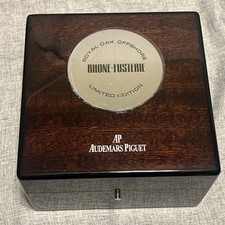 ROYAL OAK OFFSHORE
RHONE-FUSTERIE
LIMITED EDITION
AP
AUDEMARS PIGUET